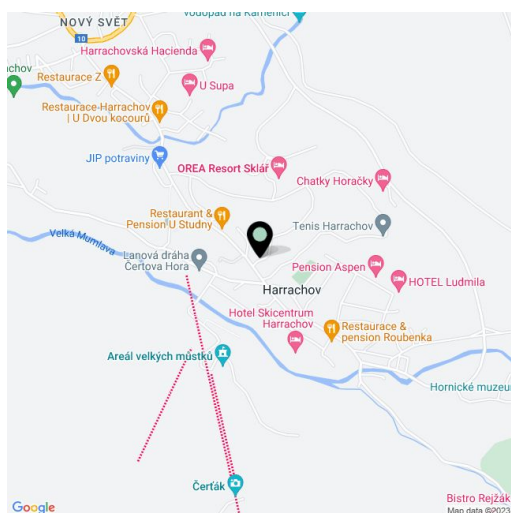 vodopád na Kamenici
NOVÝ SVĚT
10
Harrachovská Hacienda
Restaurace Z
achov
U Supa
Restaurace-Harrachov
| U Dvou kocourů
JIP potraviny
OREA Resort Sklář
Chatky Horačky
Restaurant &
Pension U Studny
Tenis Harrachov
Velká Mumlava
Lanová dráha
Čertova Hora
Pension Aspen
HOTEL Ludmila
Harrachov
Hotel Skicentrum
Harrachov
Restaurace &
pension Roubenka
Areál velkých můstků
Hornické muzeu
Čerťák
Bistro Rejžák
Google
Map data ©2023